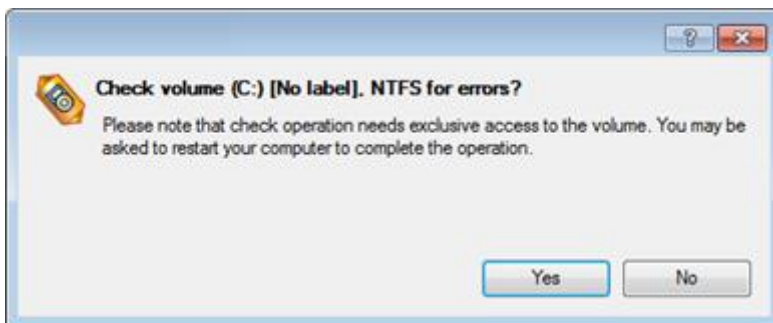 Check volume (C:) [No label], NTFS for errors?
Please note that check operation needs exclusive access to the volume. You may be
asked to restart your computer to complete the operation.
Yes
No